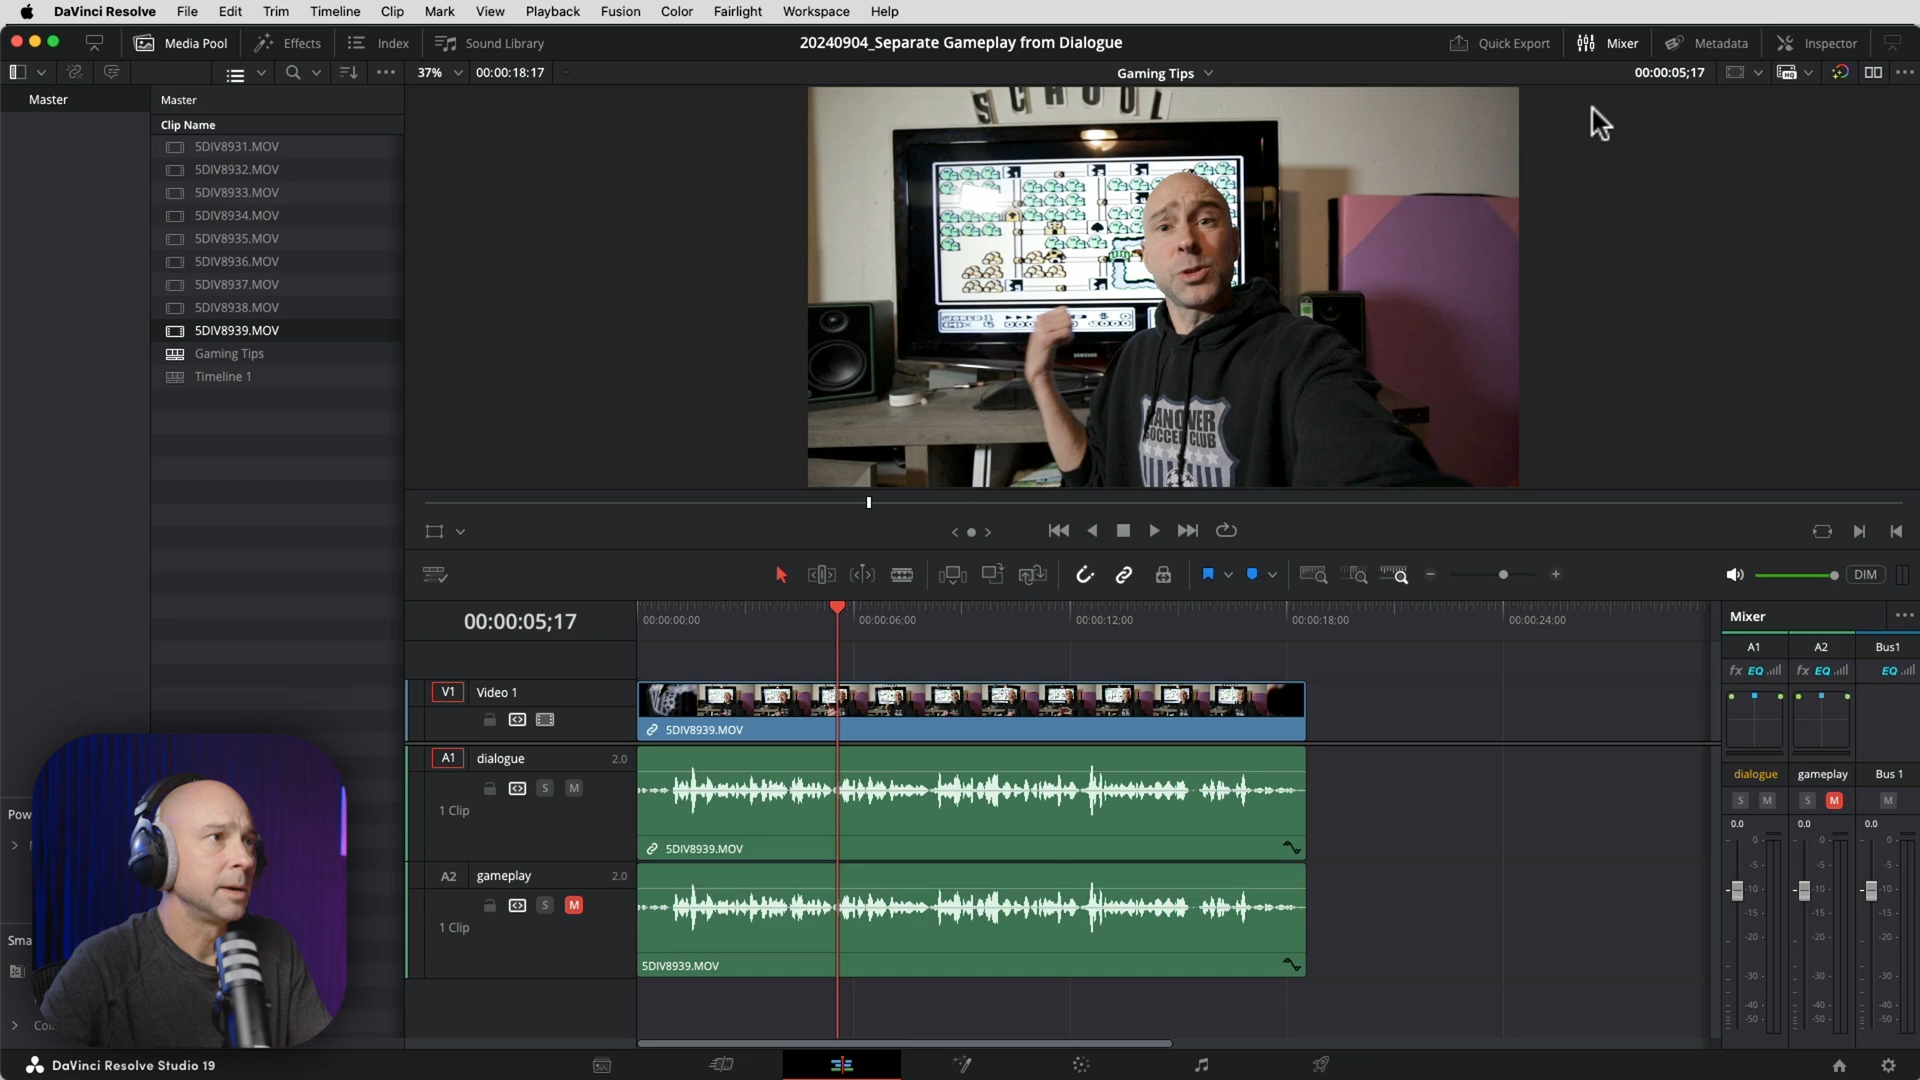 DaVinci Resolve File Edit Trim Timeline Clip Mark View Playback Fusion Color Fairlight Workspace Help
Media Pool Effects Index Sound Library 20240904_Separate Gameplay from Dialogue Quick Export Mixer Metadata Inspector
37% 00:00:18:17 Gaming Tips 00:00:05;17
Master Master
Clip Name
5DIV8931.MOV
5DIV8932.MOV
5DIV8933.MOV
5DIV8934.MOV
5DIV8935.MOV
5DIV8936.MOV
5DIV8937.MOV
5DIV8938.MOV
5DIV8939.MOV
Gaming Tips
Timeline 1
SCHOOL
SAMSUNG
HANOVER
SOCCER CLUB
DIM
00:00:05;17 00:00:00;00 00:00:06;00 00:00:12;00 00:00:18;00 00:00:24;00
V1 Video 1
5DIV8939.MOV
A1 dialogue 2.0
S M
1 Clip
5DIV8939.MOV
A2 gameplay 2.0
S M
1 Clip
5DIV8939.MOV
Mixer
A1 A2 Bus1
fx EQ fx EQ EQ
dialogue gameplay Bus 1
S M S M M
0.0 0.0 0.0
0 0 0
-5 -5 -5
-10 -10 -10
-15 -15 -15
-20 -20 -20
-30 -30 -30
-40 -40 -40
-50 -50 -50
Pow
Sma
DaVinci Resolve Studio 19